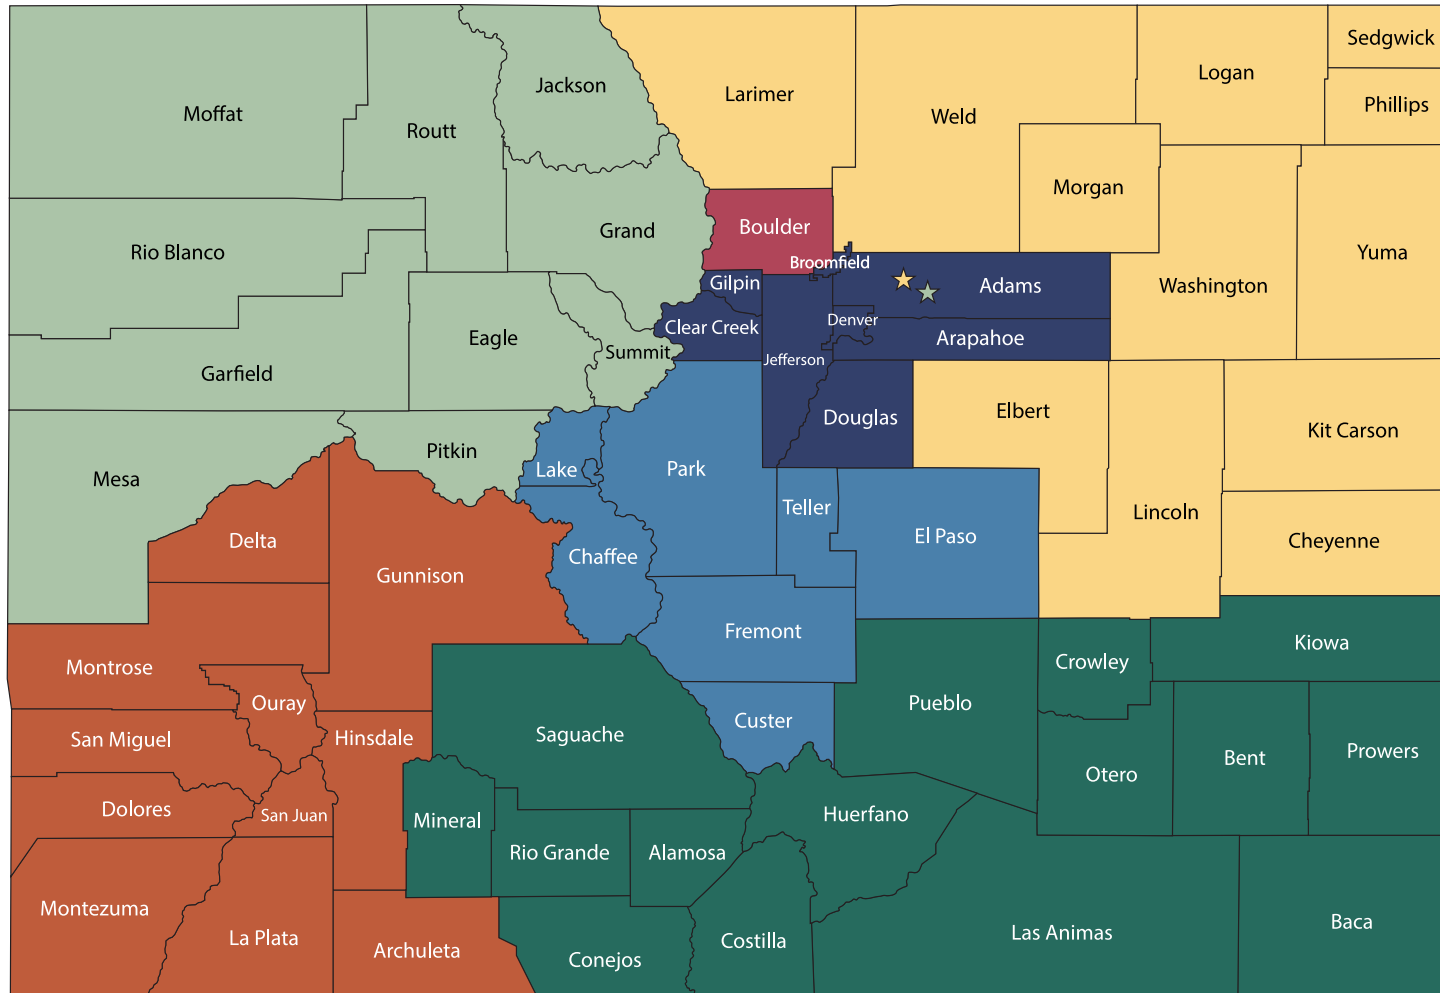 Sedgwick
Logan
Jackson
Larimer
Phillips
Moffat
Weld
Routt
Morgan
Boulder
Grand
Rio Blanco
Yuma
Broomfield
Gilpin
Adams
Washington
Denver
Clear Creek
Arapahoe
Eagle
Summit
Jefferson
Garfield
Elbert
Douglas
Kit Carson
Pitkin
Lake
Park
Mesa
Teller
Lincoln
El Paso
Delta
Cheyenne
Chaffee
Gunnison
Fremont
Kiowa
Crowley
Montrose
Ouray
Pueblo
Custer
Saguache
San Miguel
Hinsdale
Prowers
Bent
Otero
Dolores
San Juan
Huerfano
Mineral
Rio Grande
Alamosa
Montezuma
Baca
Las Animas
La Plata
Costilla
Archuleta
Conejos